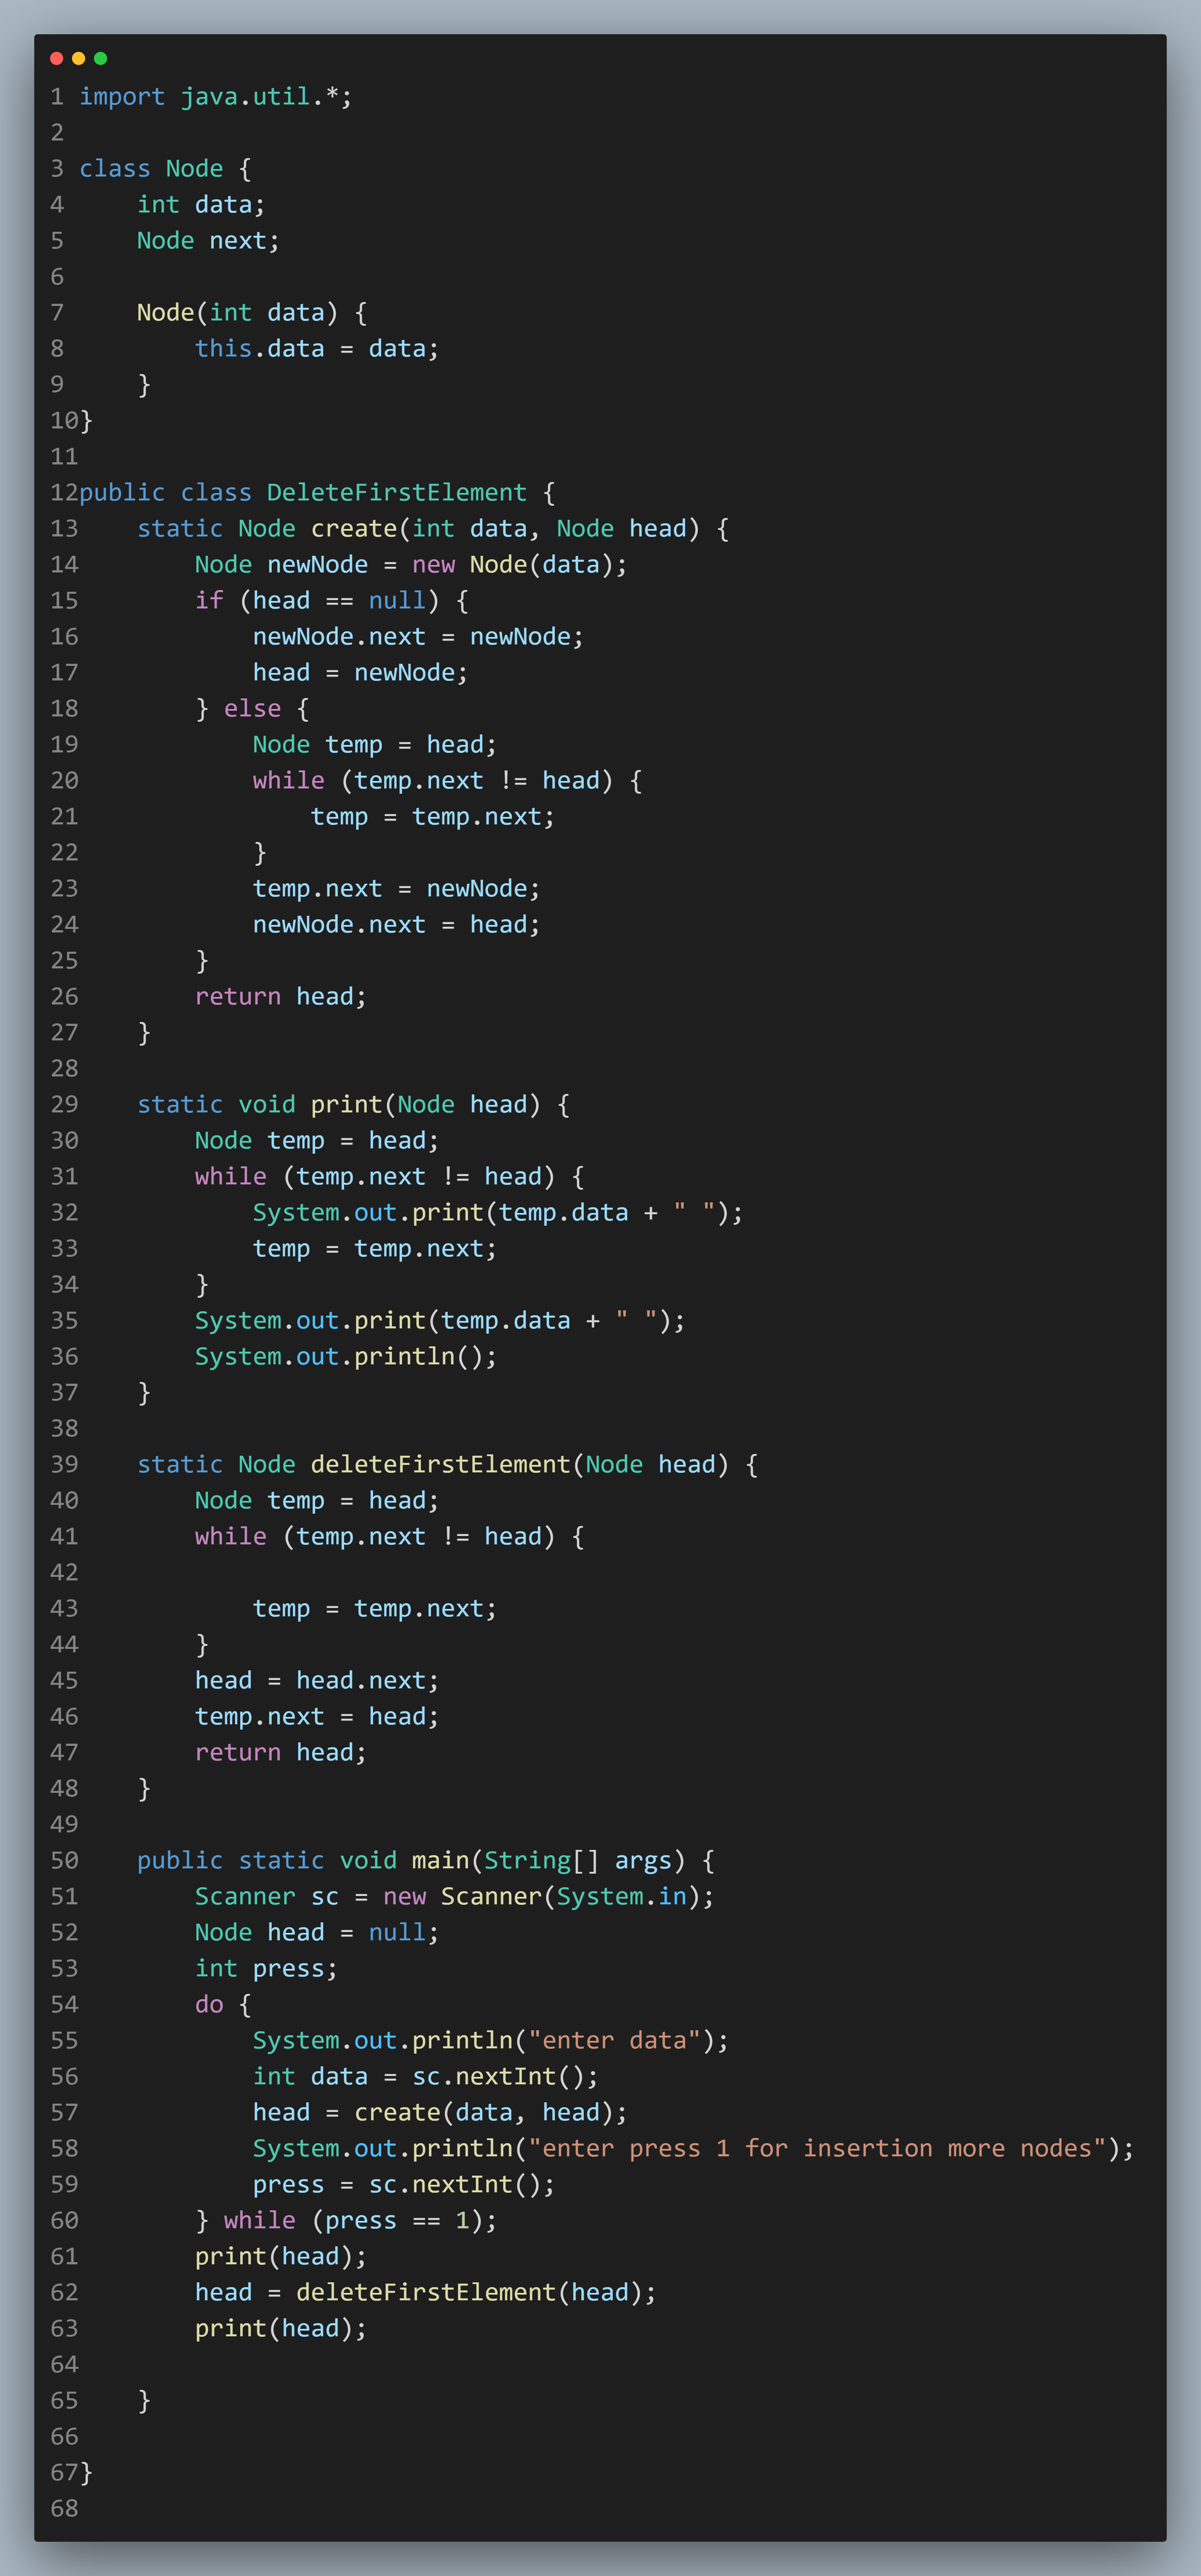 1 import java.util.*;
2
3 class Node {
4     int data;
5     Node next;
6
7     Node(int data) {
8         this.data = data;
9     }
10}
11
12public class DeleteFirstElement {
13    static Node create(int data, Node head) {
14        Node newNode = new Node(data);
15        if (head == null) {
16            newNode.next = newNode;
17            head = newNode;
18        } else {
19            Node temp = head;
20            while (temp.next != head) {
21                temp = temp.next;
22            }
23            temp.next = newNode;
24            newNode.next = head;
25        }
26        return head;
27    }
28
29    static void print(Node head) {
30        Node temp = head;
31        while (temp.next != head) {
32            System.out.print(temp.data + " ");
33            temp = temp.next;
34        }
35        System.out.print(temp.data + " ");
36        System.out.println();
37    }
38
39    static Node deleteFirstElement(Node head) {
40        Node temp = head;
41        while (temp.next != head) {
42
43            temp = temp.next;
44        }
45        head = head.next;
46        temp.next = head;
47        return head;
48    }
49
50    public static void main(String[] args) {
51        Scanner sc = new Scanner(System.in);
52        Node head = null;
53        int press;
54        do {
55            System.out.println("enter data");
56            int data = sc.nextInt();
57            head = create(data, head);
58            System.out.println("enter press 1 for insertion more nodes");
59            press = sc.nextInt();
60        } while (press == 1);
61        print(head);
62        head = deleteFirstElement(head);
63        print(head);
64
65    }
66
67}
68